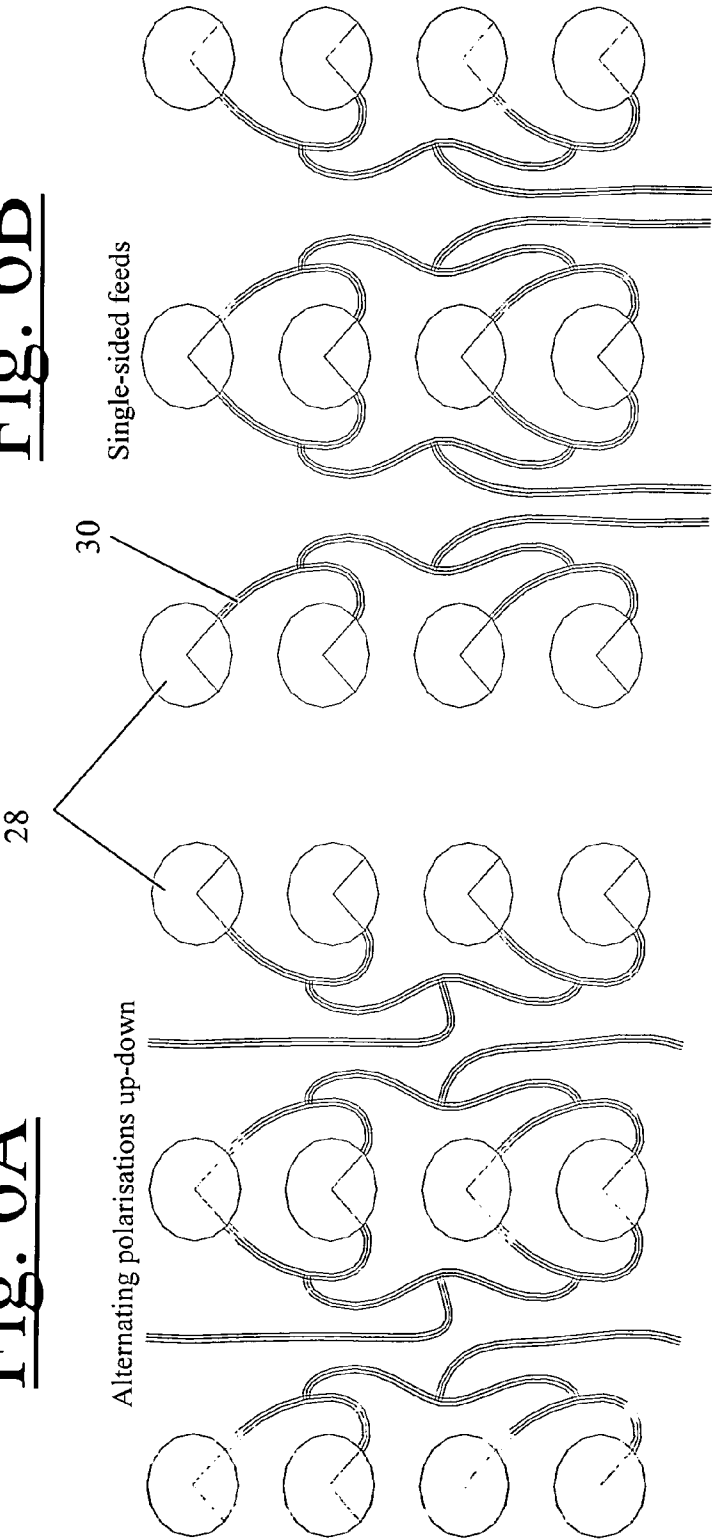 Fig. 6A
Alternating polarisations up-down
28
Fig. 6B
Single-sided feeds
30